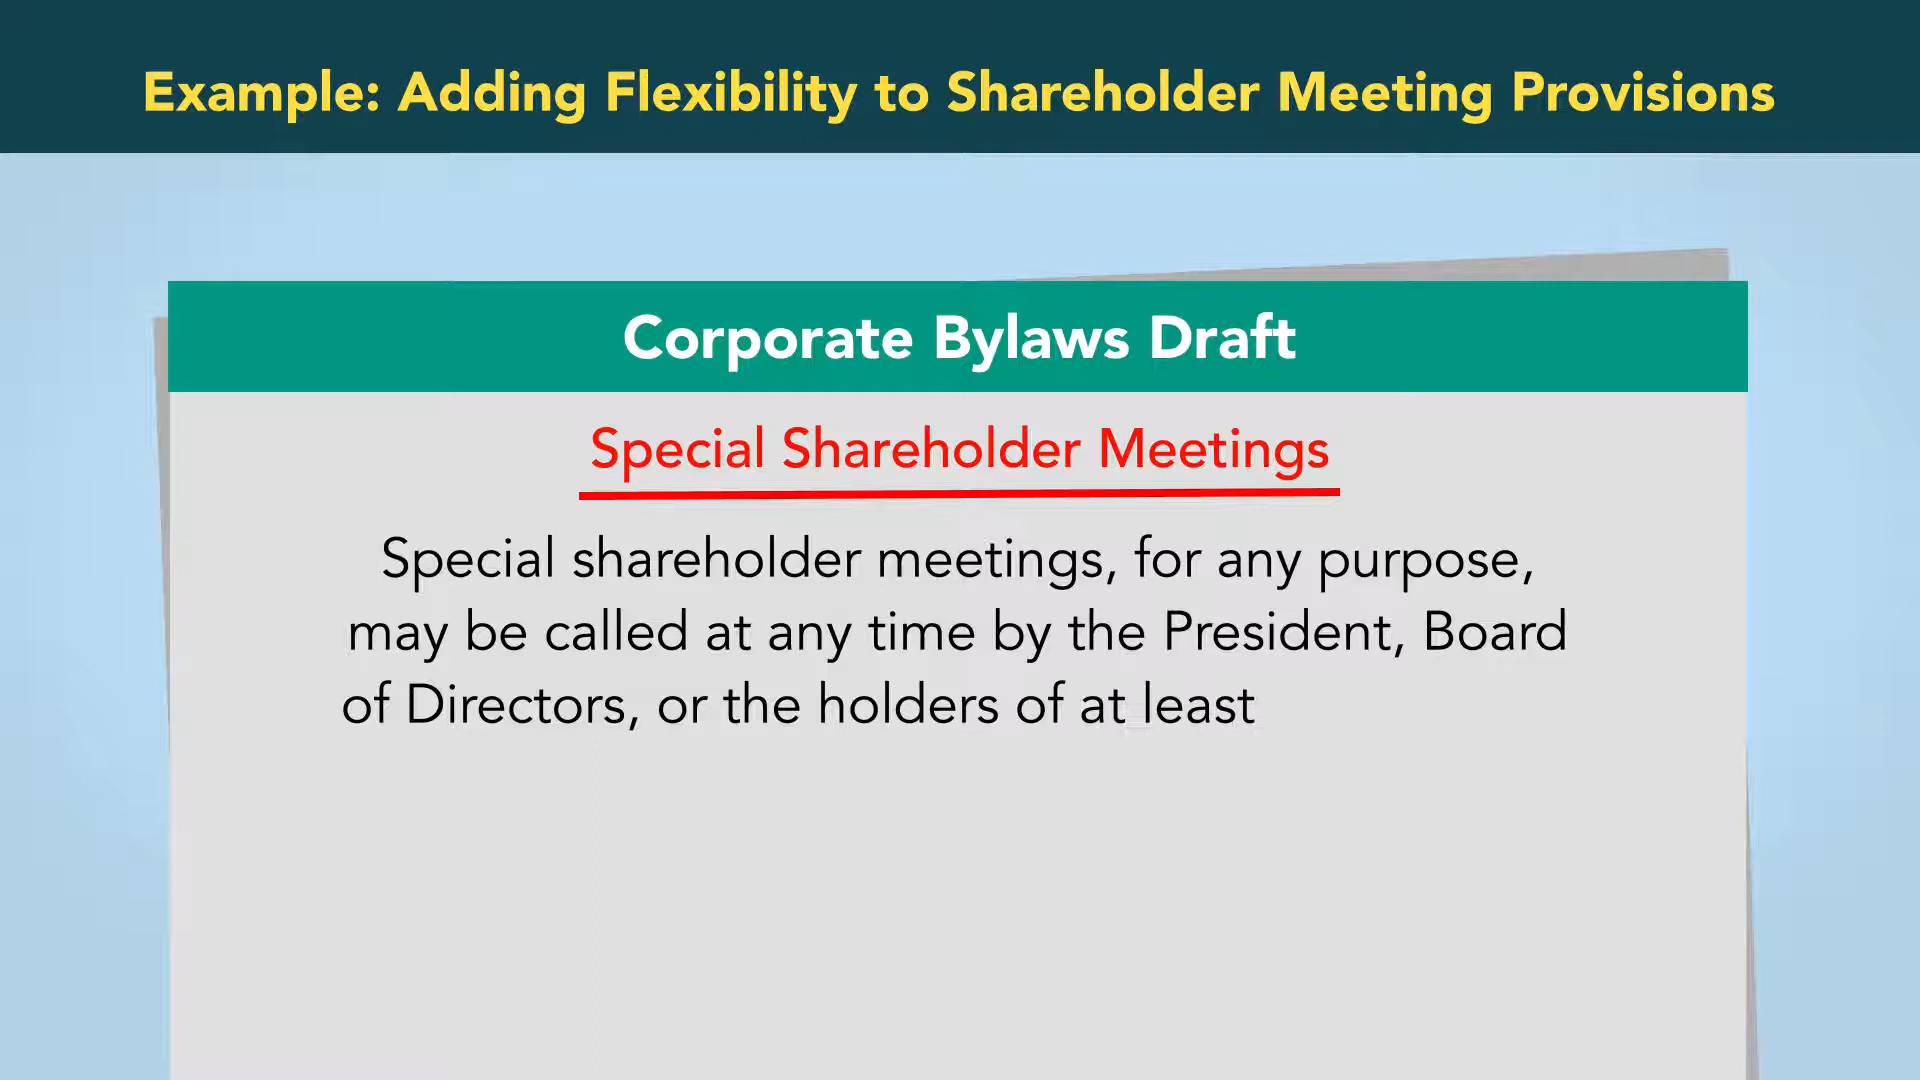 Example: Adding Flexibility to Shareholder Meeting Provisions
Corporate Bylaws Draft
Special Shareholder Meetings
Special shareholder meetings, for any purpose,
may be called at any time by the President, Board
of Directors, or the holders of at least